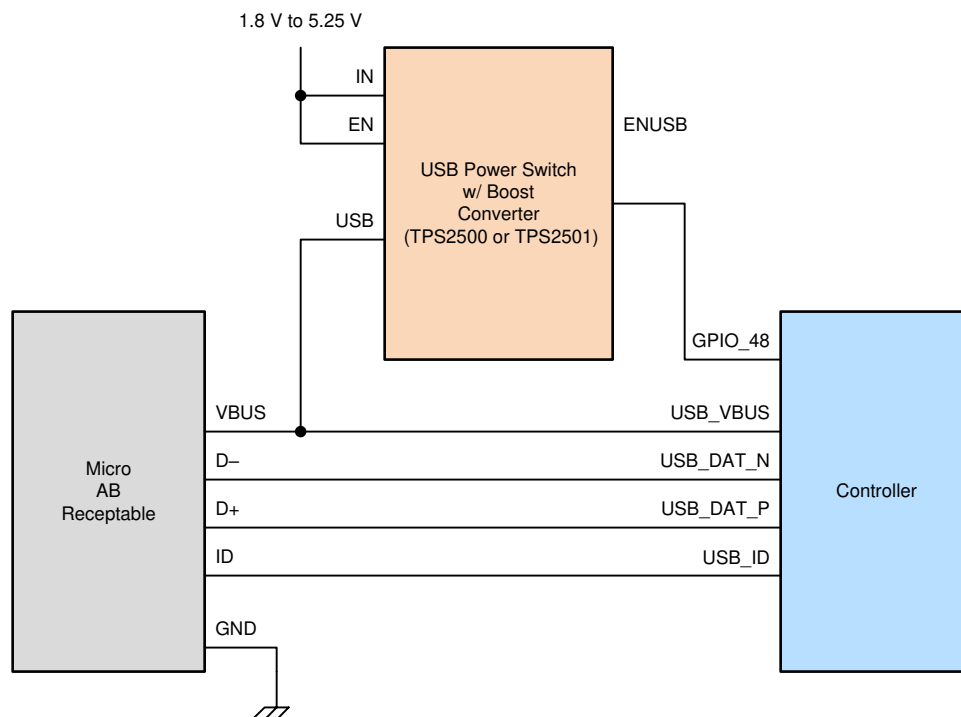 1.8 V to 5.25 V
IN
EN
ENUSB
USB Power Switch
w/ Boost
Converter
(TPS2500 or TPS2501)
USB
GPIO_48
VBUS
USB_VBUS
D–
USB_DAT_N
Micro
AB
Receptable
Controller
D+
USB_DAT_P
ID
USB_ID
GND